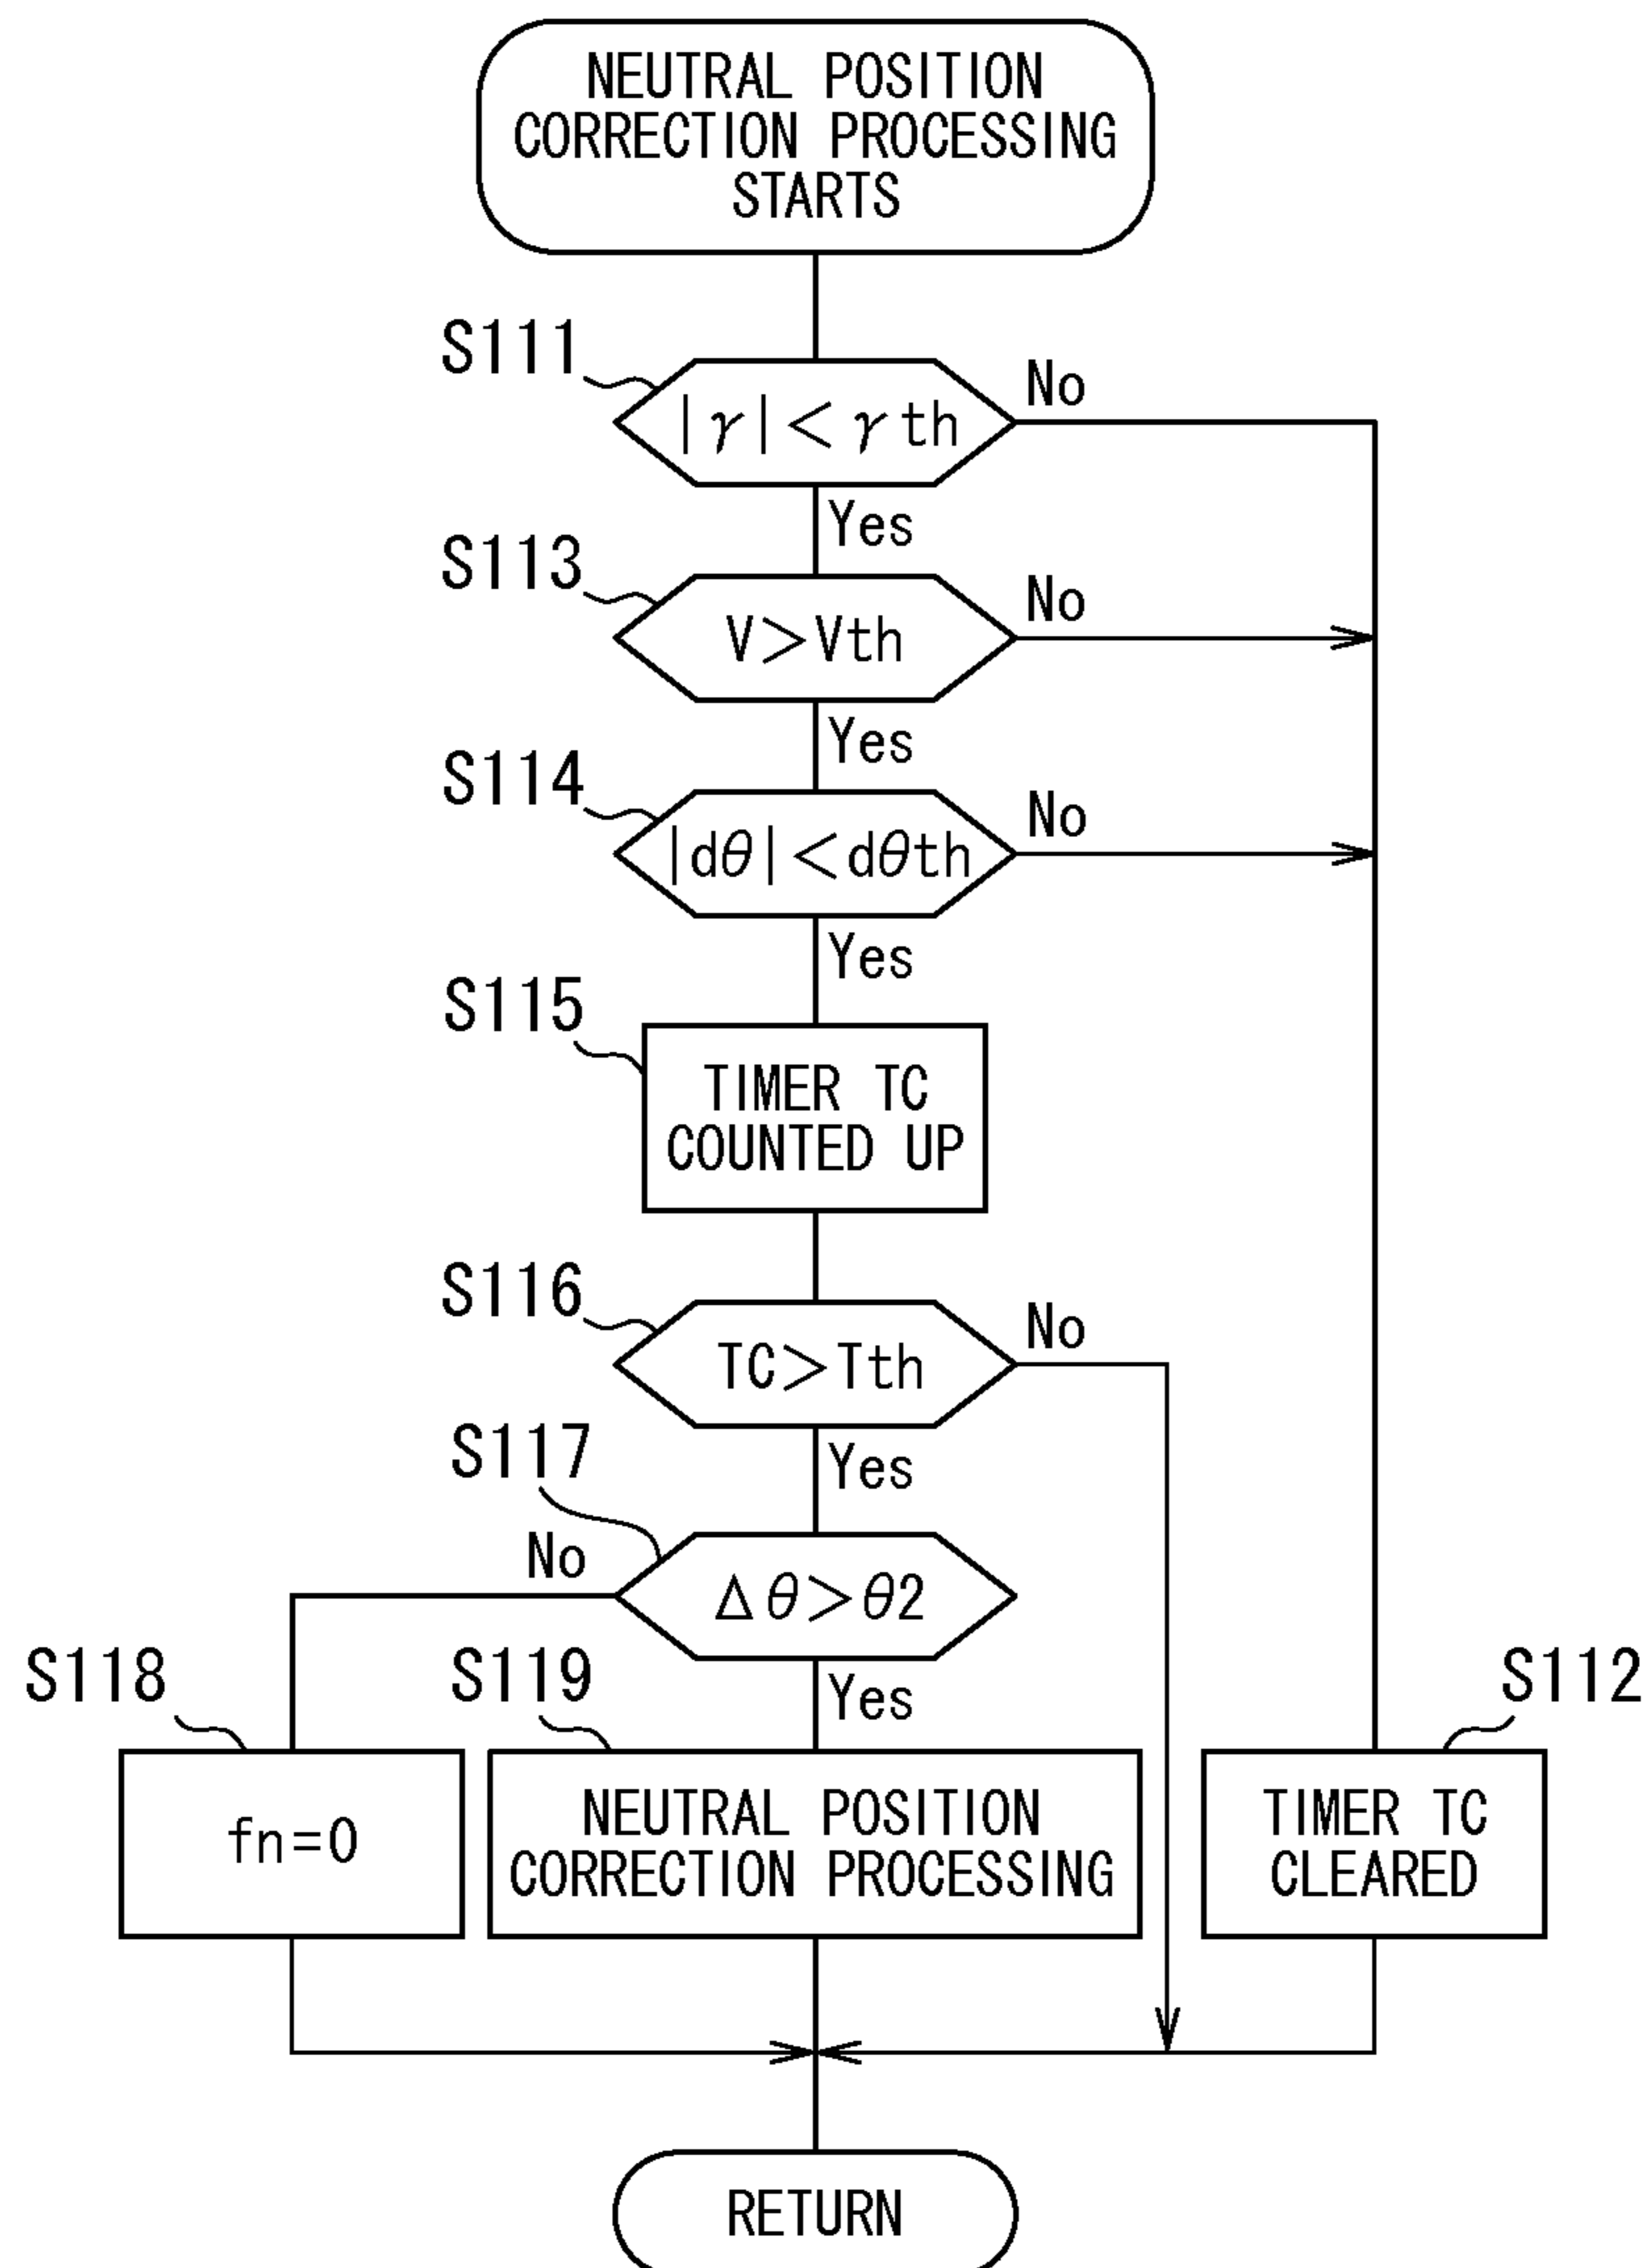 NEUTRAL POSITION
CORRECTION PROCESSING
STARTS
S111
|γ|<γth
No
Yes
S113
V>Vth
No
Yes
S114
|dθ|<dθth
No
Yes
S115
TIMER TC
COUNTED UP
S116
TC>Tth
No
Yes
S117
No
Δθ>θ2
Yes
S118
fn=0
S119
NEUTRAL POSITION
CORRECTION PROCESSING
S112
TIMER TC
CLEARED
RETURN